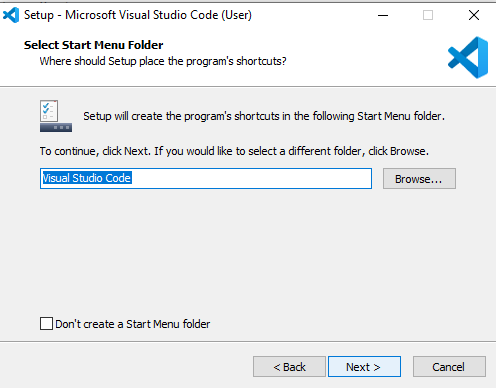 Setup - Microsoft Visual Studio Code (User)
Select Start Menu Folder
Where should Setup place the program's shortcuts?
Setup will create the program's shortcuts in the following Start Menu folder.
To continue, click Next. If you would like to select a different folder, click Browse.
Visual Studio Code
Browse...
Don't create a Start Menu folder
< Back
Next >
Cancel